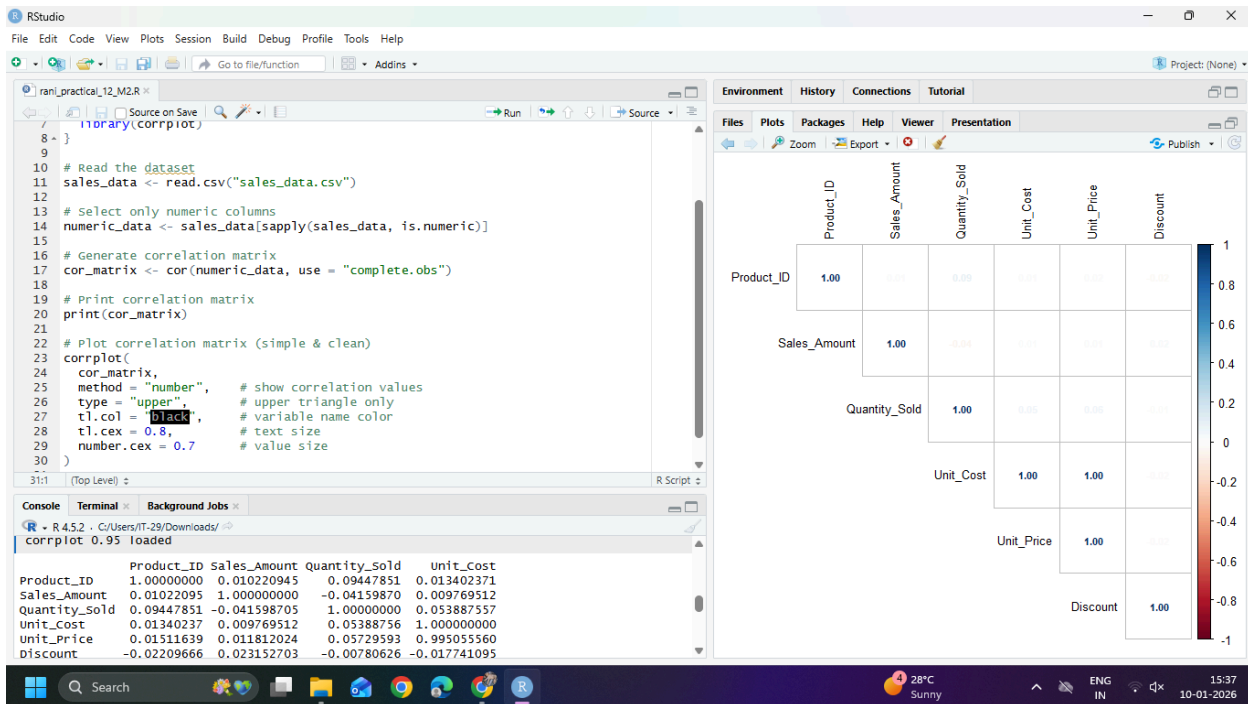 RStudio
File Edit Code View Plots Session Build Debug Profile Tools Help
Go to file/function
Addins
Project: (None)
rani_practical_12_M2.R
Source on Save
Run
Source
7 library(corrplot)
8 }
9
10 # Read the dataset
11 sales_data <- read.csv("sales_data.csv")
12
13 # Select only numeric columns
14 numeric_data <- sales_data[sapply(sales_data, is.numeric)]
15
16 # Generate correlation matrix
17 cor_matrix <- cor(numeric_data, use = "complete.obs")
18
19 # Print correlation matrix
20 print(cor_matrix)
21
22 # Plot correlation matrix (simple & clean)
23 corrplot(
24 cor_matrix,
25 method = "number", # show correlation values
26 type = "upper", # upper triangle only
27 tl.col = "black", # variable name color
28 tl.cex = 0.8, # text size
29 number.cex = 0.7 # value size
30 )
31:1 (Top Level) R Script
Console Terminal Background Jobs
R 4.5.2 · C:/Users/IT-29/Downloads/
corrplot 0.95 loaded
Product_ID Sales_Amount Quantity_Sold Unit_Cost
Product_ID 1.00000000 0.010220945 0.09447851 0.013402371
Sales_Amount 0.01022095 1.000000000 -0.04159870 0.009769512
Quantity_Sold 0.09447851 -0.041598705 1.00000000 0.053887557
Unit_Cost 0.01340237 0.009769512 0.05388756 1.000000000
Unit_Price 0.01511639 0.011812024 0.05729593 0.995055560
Discount -0.02209666 0.023152703 -0.00780626 -0.017741095
Environment History Connections Tutorial
Files Plots Packages Help Viewer Presentation
Zoom Export Publish
Product_ID Sales_Amount Quantity_Sold Unit_Cost Unit_Price Discount
Product_ID 1.00 0.09
Sales_Amount 1.00 -0.04
Quantity_Sold 1.00 0.05 0.06
Unit_Cost 1.00 1.00
Unit_Price 1.00
Discount 1.00
1
0.8
0.6
0.4
0.2
0
-0.2
-0.4
-0.6
-0.8
-1
Search
4
28°C
Sunny
ENG
IN
15:37
10-01-2026